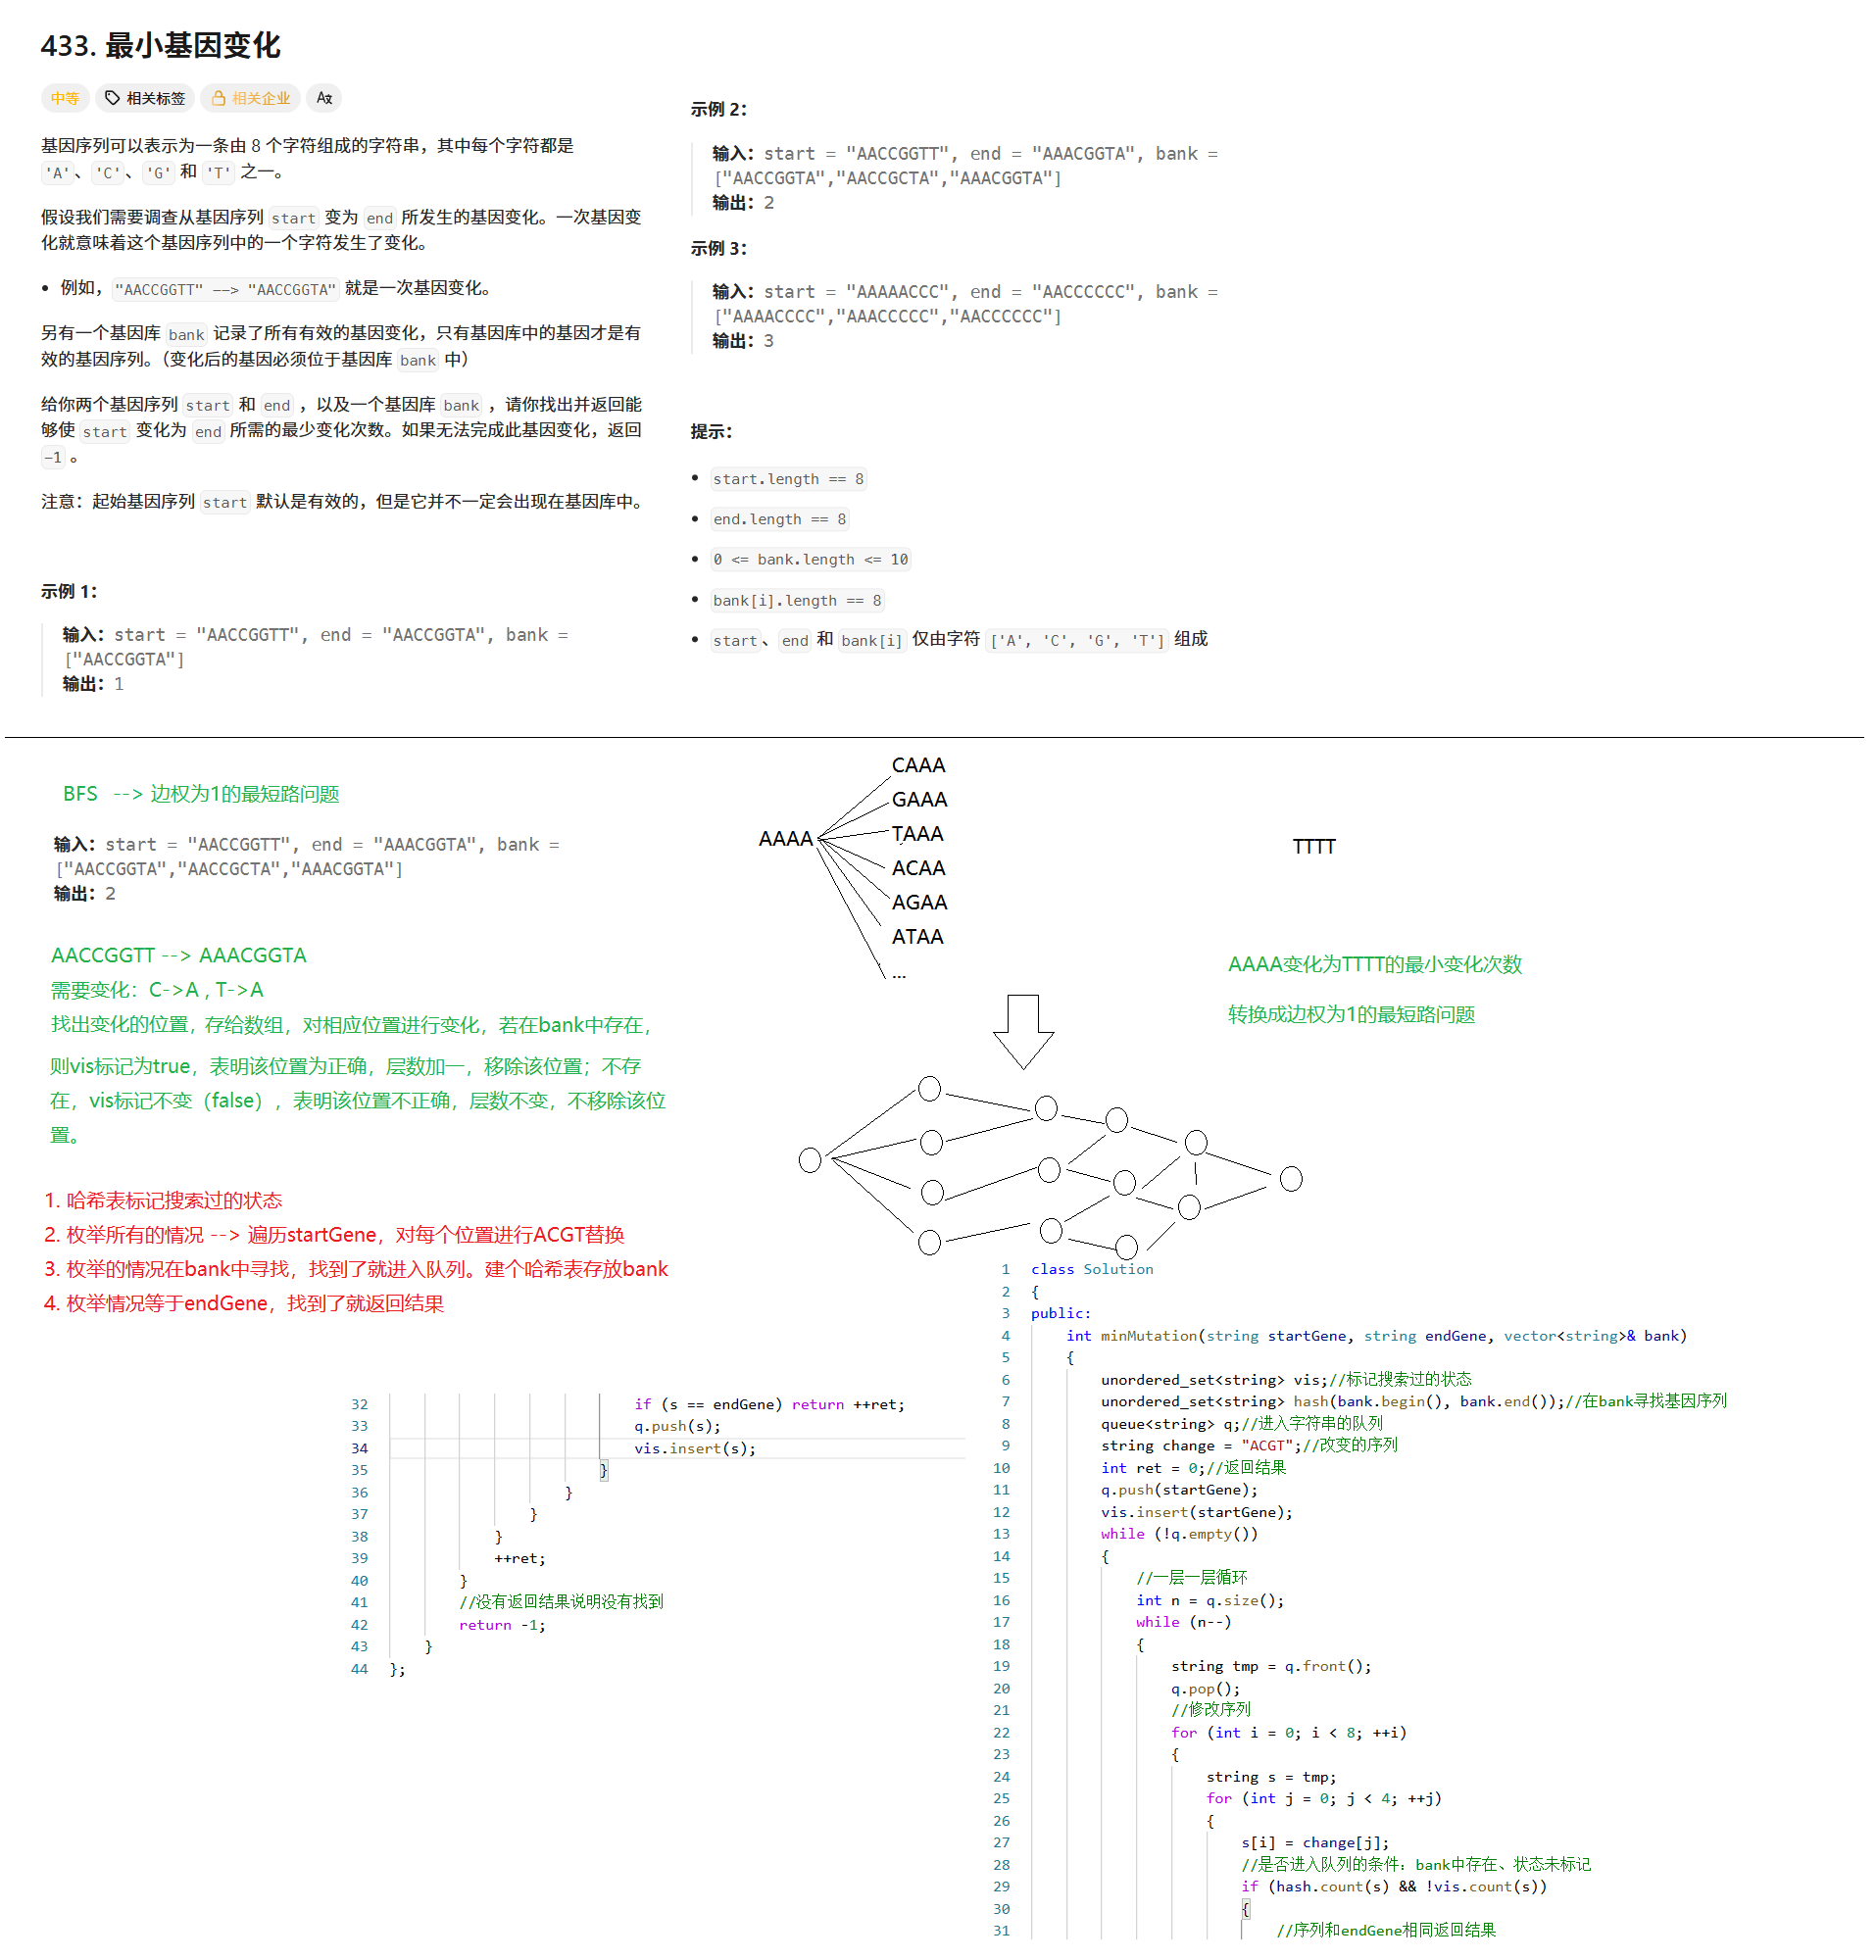 433. 最小基因变化
中等 相关标签 相关企业
基因序列可以表示为一条由 8 个字符组成的字符串，其中每个字符都是
'A'、'C'、'G' 和 'T' 之一。
假设我们需要调查从基因序列 start 变为 end 所发生的基因变化。一次基因变
化就意味着这个基因序列中的一个字符发生了变化。
• 例如，"AACCGGTT" --> "AACCGGTA" 就是一次基因变化。
另有一个基因库 bank 记录了所有有效的基因变化，只有基因库中的基因才是有
效的基因序列。（变化后的基因必须位于基因库 bank 中）
给你两个基因序列 start 和 end ，以及一个基因库 bank ，请你找出并返回能
够使 start 变化为 end 所需的最少变化次数。如果无法完成此基因变化，返回
-1 。
注意：起始基因序列 start 默认是有效的，但是它并不一定会出现在基因库中。
示例 1：
输入：start = "AACCGGTT", end = "AACCGGTA", bank =
["AACCGGTA"]
输出：1
示例 2：
输入：start = "AACCGGTT", end = "AAACGGTA", bank =
["AACCGGTA","AACCGCTA","AAACGGTA"]
输出：2
示例 3：
输入：start = "AAAAACCC", end = "AACCCCCC", bank =
["AAAACCCC","AAACCCCC","AACCCCCC"]
输出：3
提示：
• start.length == 8
• end.length == 8
• 0 <= bank.length <= 10
• bank[i].length == 8
• start、end 和 bank[i] 仅由字符 ['A', 'C', 'G', 'T'] 组成
BFS --> 边权为1的最短路问题
输入：start = "AACCGGTT", end = "AAACGGTA", bank =
["AACCGGTA","AACCGCTA","AAACGGTA"]
输出：2
AACCGGTT --> AAACGGTA
需要变化：C->A , T->A
找出变化的位置，存给数组，对相应位置进行变化，若在bank中存在，
则vis标记为true，表明该位置为正确，层数加一，移除该位置；不存
在，vis标记不变（false），表明该位置不正确，层数不变，不移除该位
置。
1. 哈希表标记搜索过的状态
2. 枚举所有的情况 --> 遍历startGene，对每个位置进行ACGT替换
3. 枚举的情况在bank中寻找，找到了就进入队列。建个哈希表存放bank
4. 枚举情况等于endGene，找到了就返回结果
AAAA
CAAA
GAAA
TAAA
ACAA
AGAA
ATAA
...
TTTT
AAAA变化为TTTT的最小变化次数
转换成边权为1的最短路问题
1 class Solution
2 {
3 public:
4 int minMutation(string startGene, string endGene, vector<string>& bank)
5 {
6 unordered_set<string> vis;//标记搜索过的状态
7 unordered_set<string> hash(bank.begin(), bank.end());//在bank寻找基因序列
8 queue<string> q;//进入字符串的队列
9 string change = "ACGT";//改变的序列
10 int ret = 0;//返回结果
11 q.push(startGene);
12 vis.insert(startGene);
13 while (!q.empty())
14 {
15 //一层一层循环
16 int n = q.size();
17 while (n--)
18 {
19 string tmp = q.front();
20 q.pop();
21 //修改序列
22 for (int i = 0; i < 8; ++i)
23 {
24 string s = tmp;
25 for (int j = 0; j < 4; ++j)
26 {
27 s[i] = change[j];
28 //是否进入队列的条件：bank中存在、状态未标记
29 if (hash.count(s) && !vis.count(s))
30 {
31 //序列和endGene相同返回结果
32 if (s == endGene) return ++ret;
33 q.push(s);
34 vis.insert(s);
35 }
36 }
37 }
38 }
39 ++ret;
40 }
41 //没有返回结果说明没有找到
42 return -1;
43 }
44 };